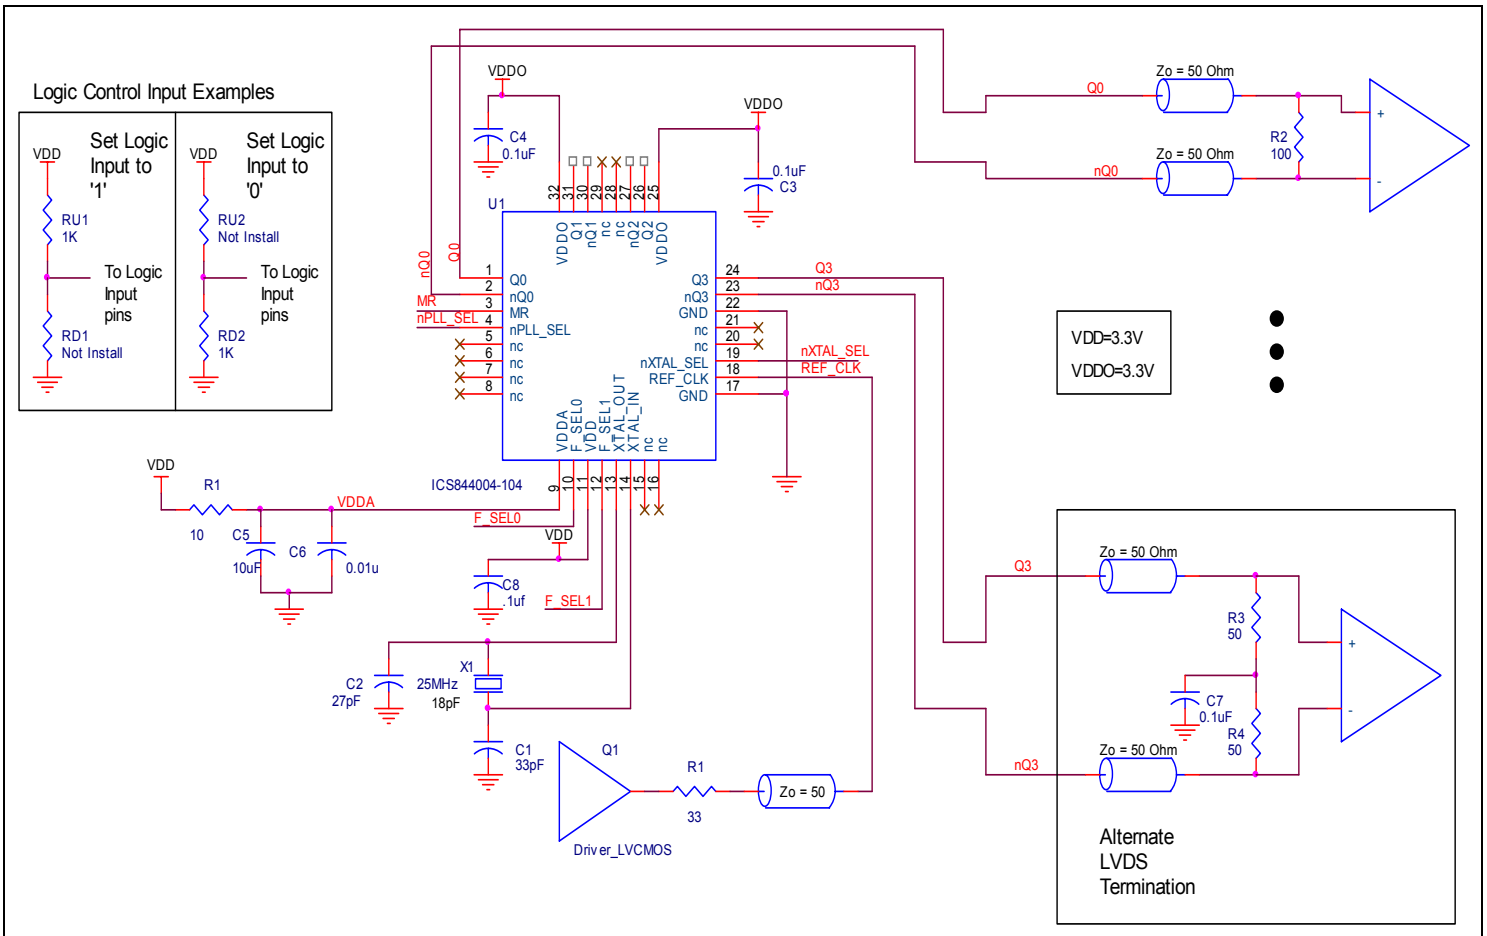 Logic Control Input Examples
Set Logic
Input to
'1'
VDD
RU1
1K
To Logic
Input
pins
RD1
Not Install
Set Logic
Input to
'0'
VDD
RU2
Not Install
To Logic
Input
pins
RD2
1K
VDDO
C4
0.1uF
VDDO
0.1uF
C3
U1
32
31
30
29
28
27
26
25
VDDO
Q1
nQ1
nc
nc
nQ2
Q2
VDDO
nQ0
Q0
MR
nPLL_SEL
1
2
3
4
5
6
7
8
Q0
nQ0
MR
nPLL_SEL
nc
nc
nc
nc
Q3
nQ3
GND
nc
nc
nXTAL_SEL
REF_CLK
GND
24
23
22
21
20
19
18
17
Q3
nQ3
nXTAL_SEL
REF_CLK
VDDA
F_SEL0
VDD
F_SEL1
XTAL_OUT
XTAL_IN
nc
nc
9
10
11
12
13
14
15
16
ICS844004-104
Q0
Zo = 50 Ohm
nQ0
Zo = 50 Ohm
R2
100
+
-
VDD=3.3V
VDDO=3.3V
VDD
R1
10
VDDA
C5
10uF
C6
0.01u
F_SEL0
VDD
C8
.1uf
F_SEL1
C2
27pF
X1
25MHz
18pF
C1
33pF
Q1
Driver_LVCMOS
R1
33
Zo = 50
Q3
Zo = 50 Ohm
R3
50
C7
0.1uF
R4
50
nQ3
Zo = 50 Ohm
+
-
Alternate
LVDS
Termination